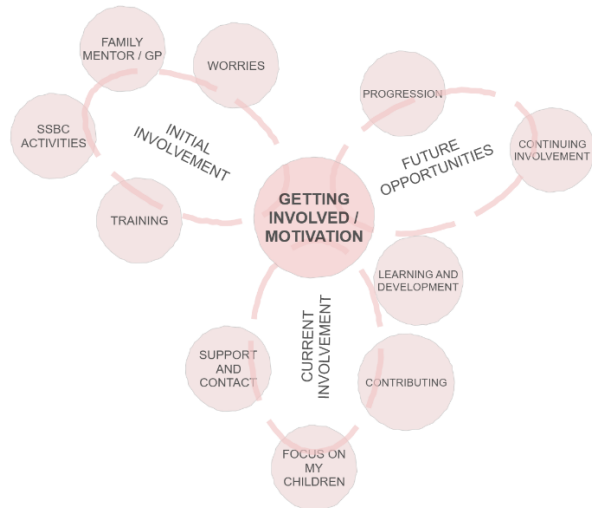 FAMILY
MENTOR / GP
WORRIES
SSBC
ACTIVITIES
INITIAL
INVOLVEMENT
TRAINING
PROGRESSION
FUTURE
OPPORTUNITIES
CONTINUING
INVOLVEMENT
GETTING
INVOLVED /
MOTIVATION
LEARNING AND
DEVELOPMENT
CURRENT
INVOLVEMENT
SUPPORT
AND
CONTACT
CONTRIBUTING
FOCUS ON
MY
CHILDREN